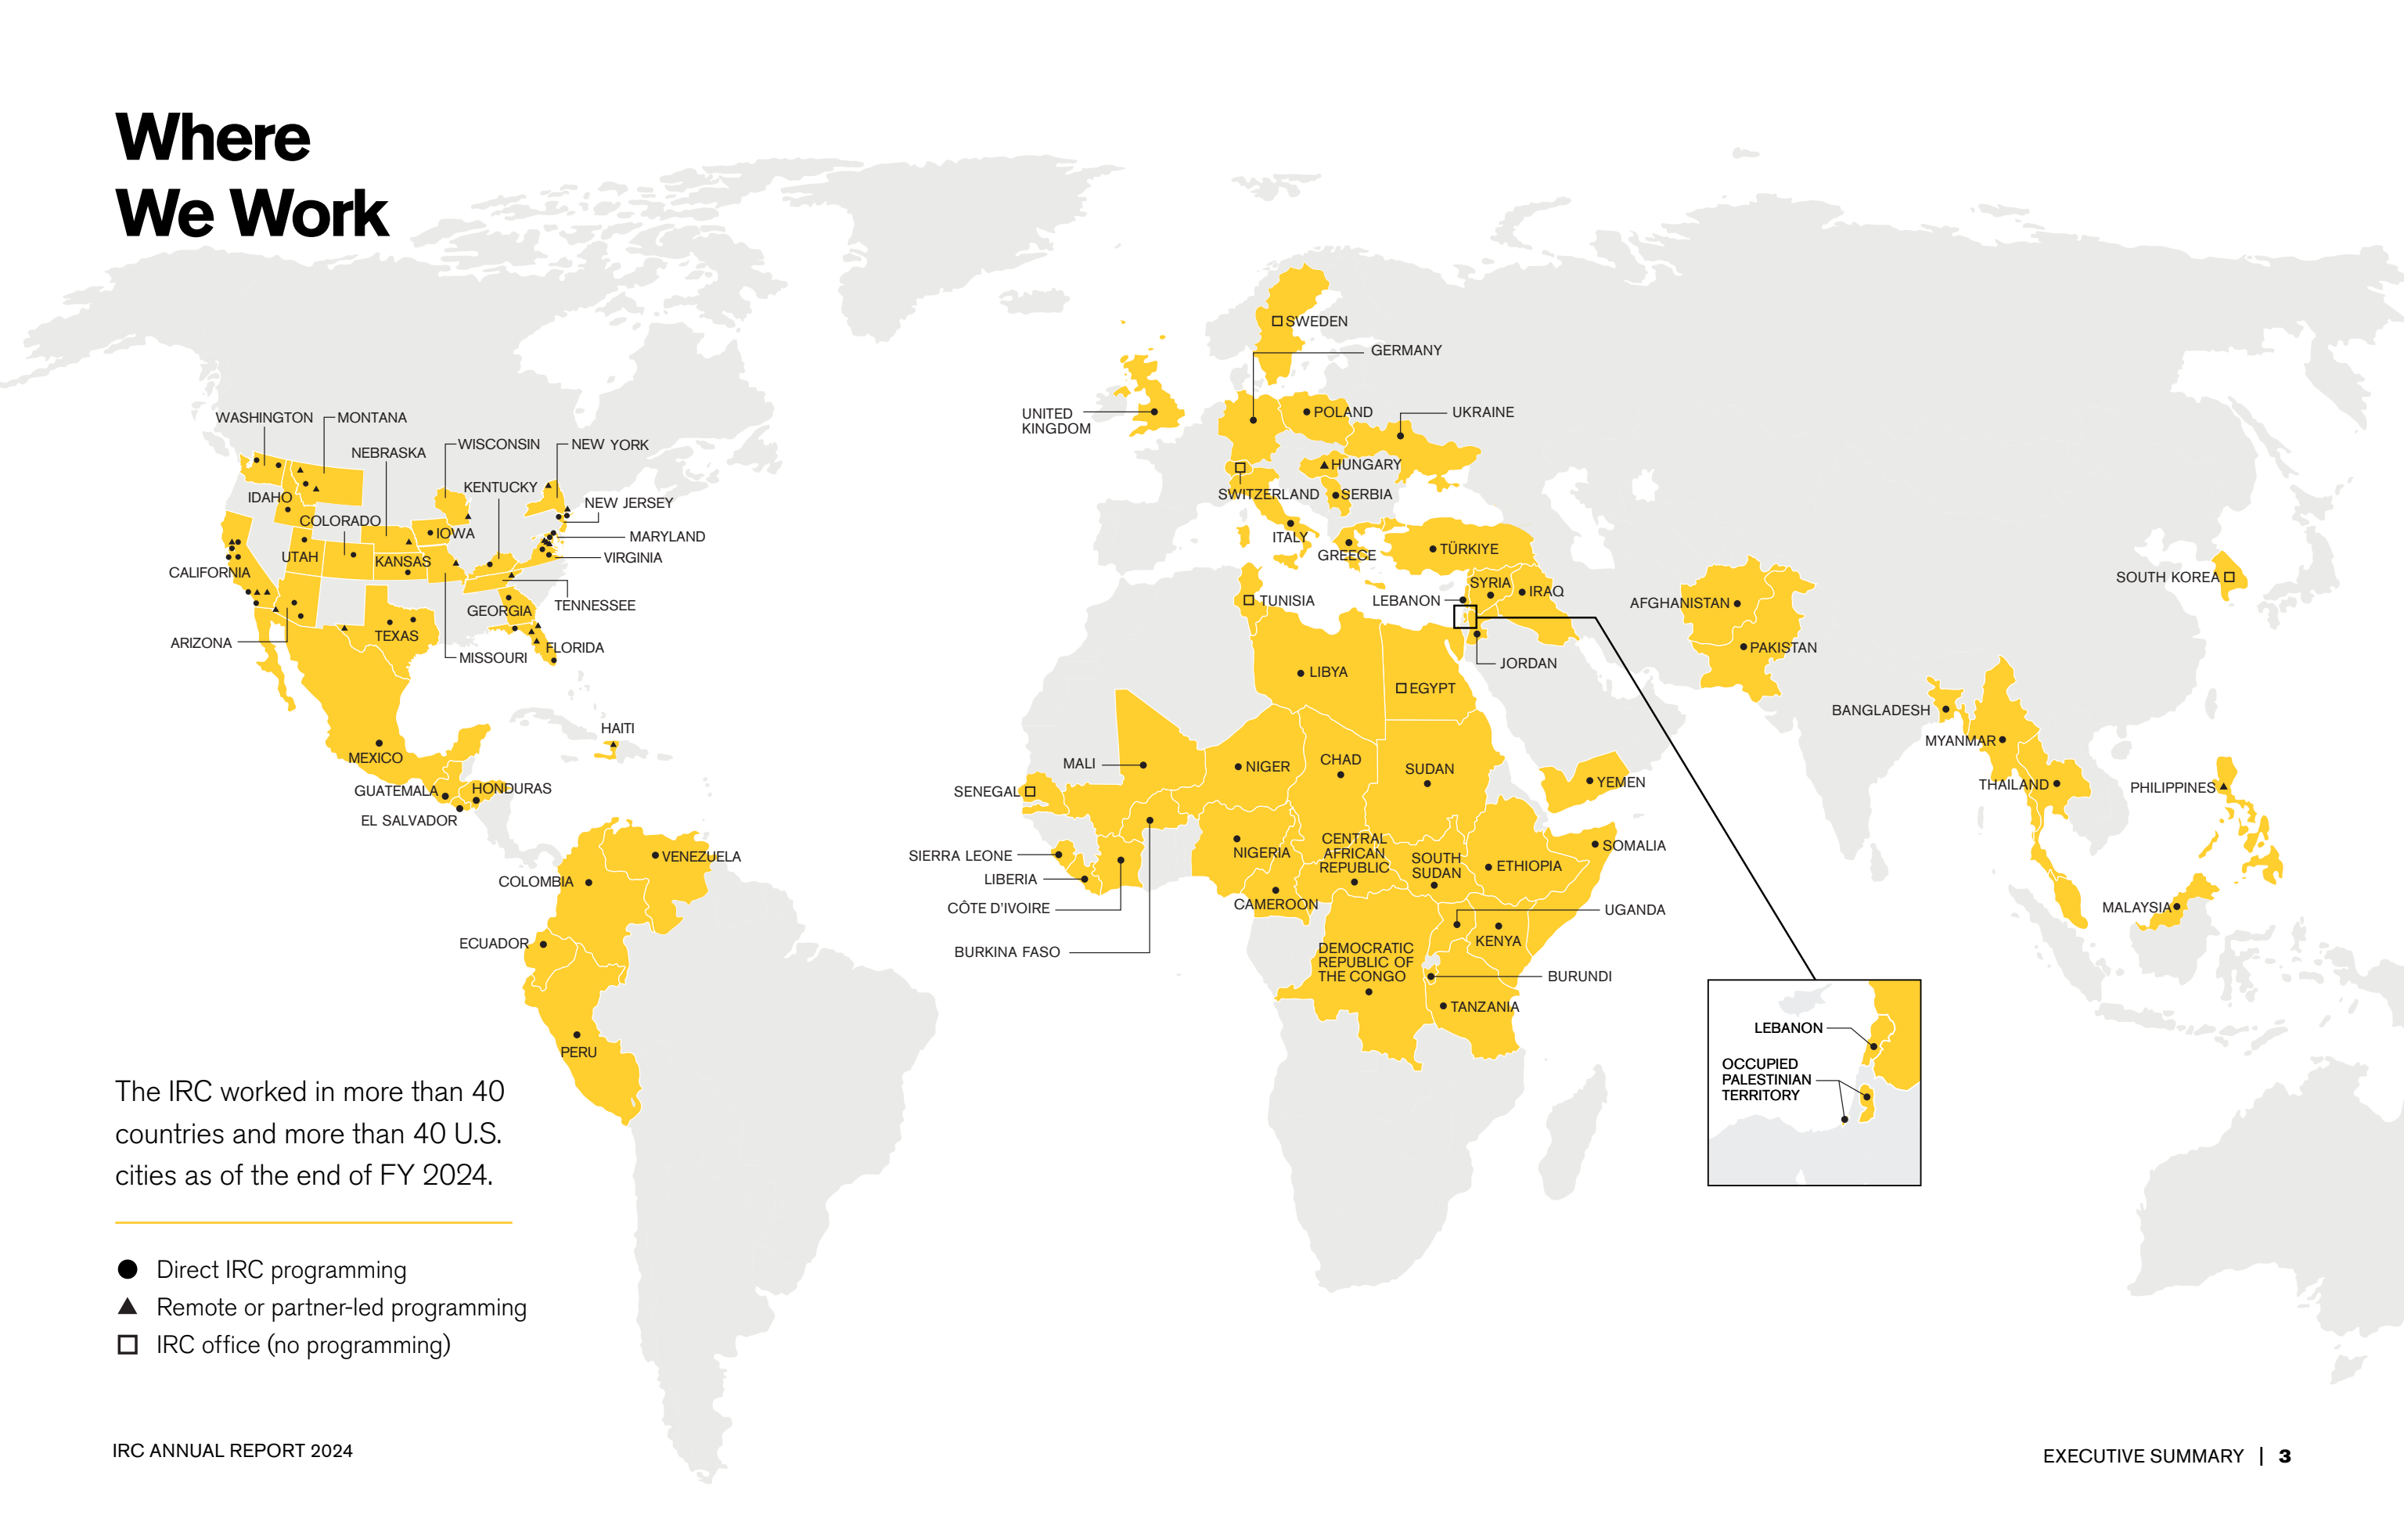 Where
We Work
WASHINGTON
MONTANA
NEBRASKA
WISCONSIN
NEW YORK
KENTUCKY
NEW JERSEY
IDAHO
COLORADO
IOWA
MARYLAND
UTAH
KANSAS
VIRGINIA
CALIFORNIA
GEORGIA
TENNESSEE
ARIZONA
TEXAS
MISSOURI
FLORIDA
HAITI
MEXICO
GUATEMALA
HONDURAS
EL SALVADOR
VENEZUELA
COLOMBIA
ECUADOR
PERU
SWEDEN
GERMANY
UNITED
KINGDOM
POLAND
UKRAINE
HUNGARY
SWITZERLAND
SERBIA
ITALY
GREECE
TÜRKIYE
SYRIA
IRAQ
TUNISIA
LEBANON
JORDAN
LIBYA
EGYPT
MALI
NIGER
CHAD
SUDAN
YEMEN
SENEGAL
SIERRA LEONE
LIBERIA
CÔTE D'IVOIRE
BURKINA FASO
NIGERIA
CENTRAL
AFRICAN
REPUBLIC
SOUTH
SUDAN
ETHIOPIA
SOMALIA
CAMEROON
UGANDA
KENYA
DEMOCRATIC
REPUBLIC OF
THE CONGO
BURUNDI
TANZANIA
AFGHANISTAN
PAKISTAN
SOUTH KOREA
BANGLADESH
MYANMAR
THAILAND
PHILIPPINES
MALAYSIA
LEBANON
OCCUPIED
PALESTINIAN
TERRITORY
The IRC worked in more than 40
countries and more than 40 U.S.
cities as of the end of FY 2024.
Direct IRC programming
Remote or partner-led programming
IRC office (no programming)
IRC ANNUAL REPORT 2024
EXECUTIVE SUMMARY | 3